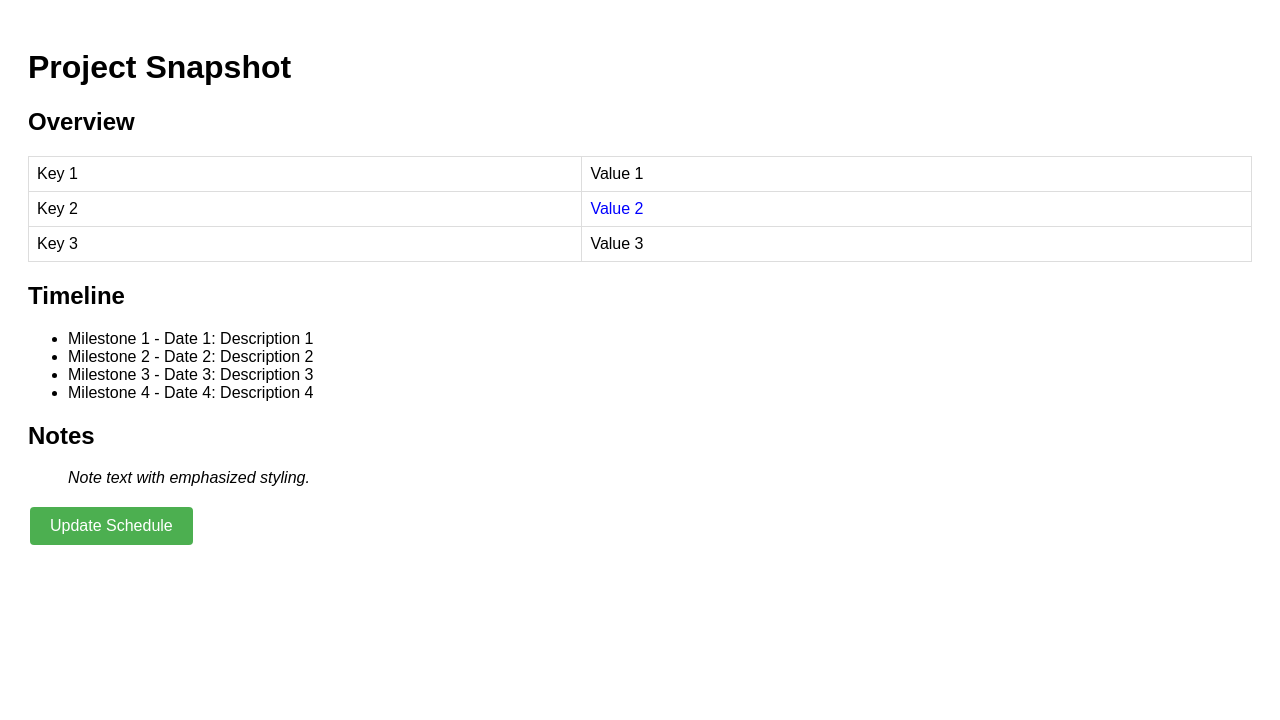 Project Snapshot
Overview
Key 1 Value 1
Key 2 Value 2
Key 3 Value 3
Timeline
Milestone 1 - Date 1: Description 1
Milestone 2 - Date 2: Description 2
Milestone 3 - Date 3: Description 3
Milestone 4 - Date 4: Description 4
Notes
Note text with emphasized styling.
Update Schedule